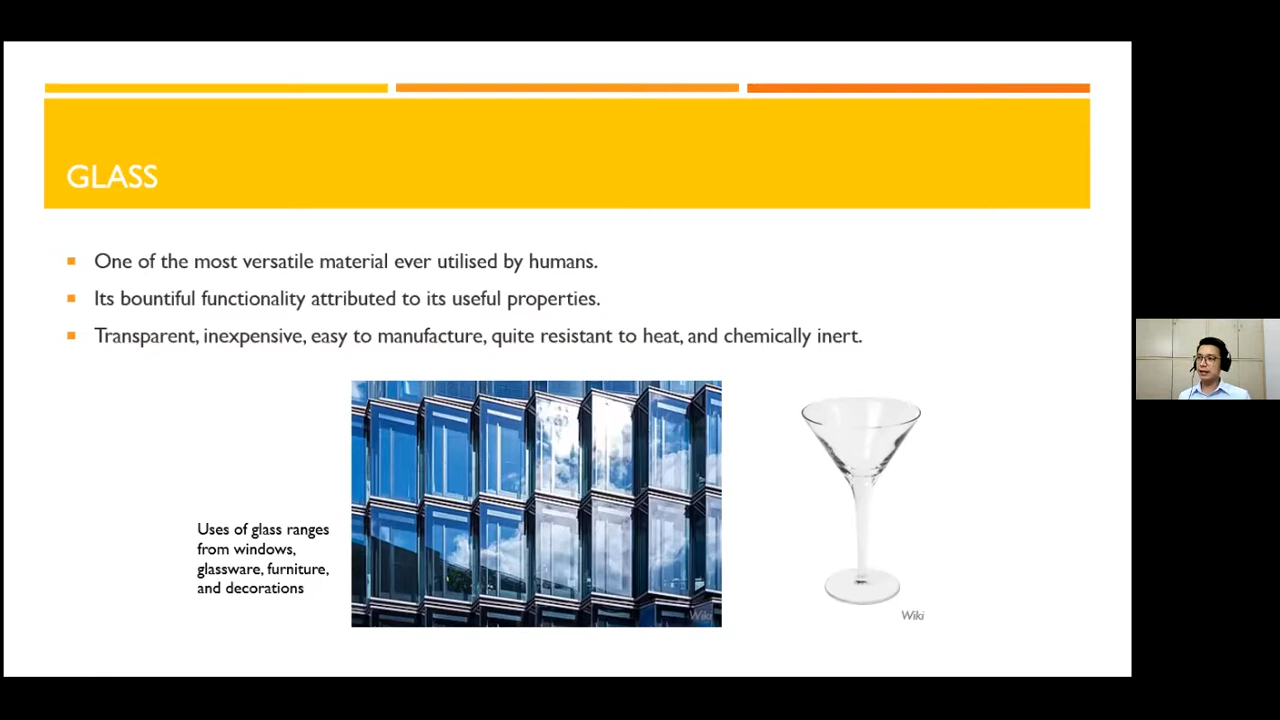 GLASS
One of the most versatile material ever utilised by humans.
Its bountiful functionality attributed to its useful properties.
Transparent, inexpensive, easy to manufacture, quite resistant to heat, and chemically inert.
Uses of glass ranges
from windows,
glassware, furniture,
and decorations
Wiki
Wiki